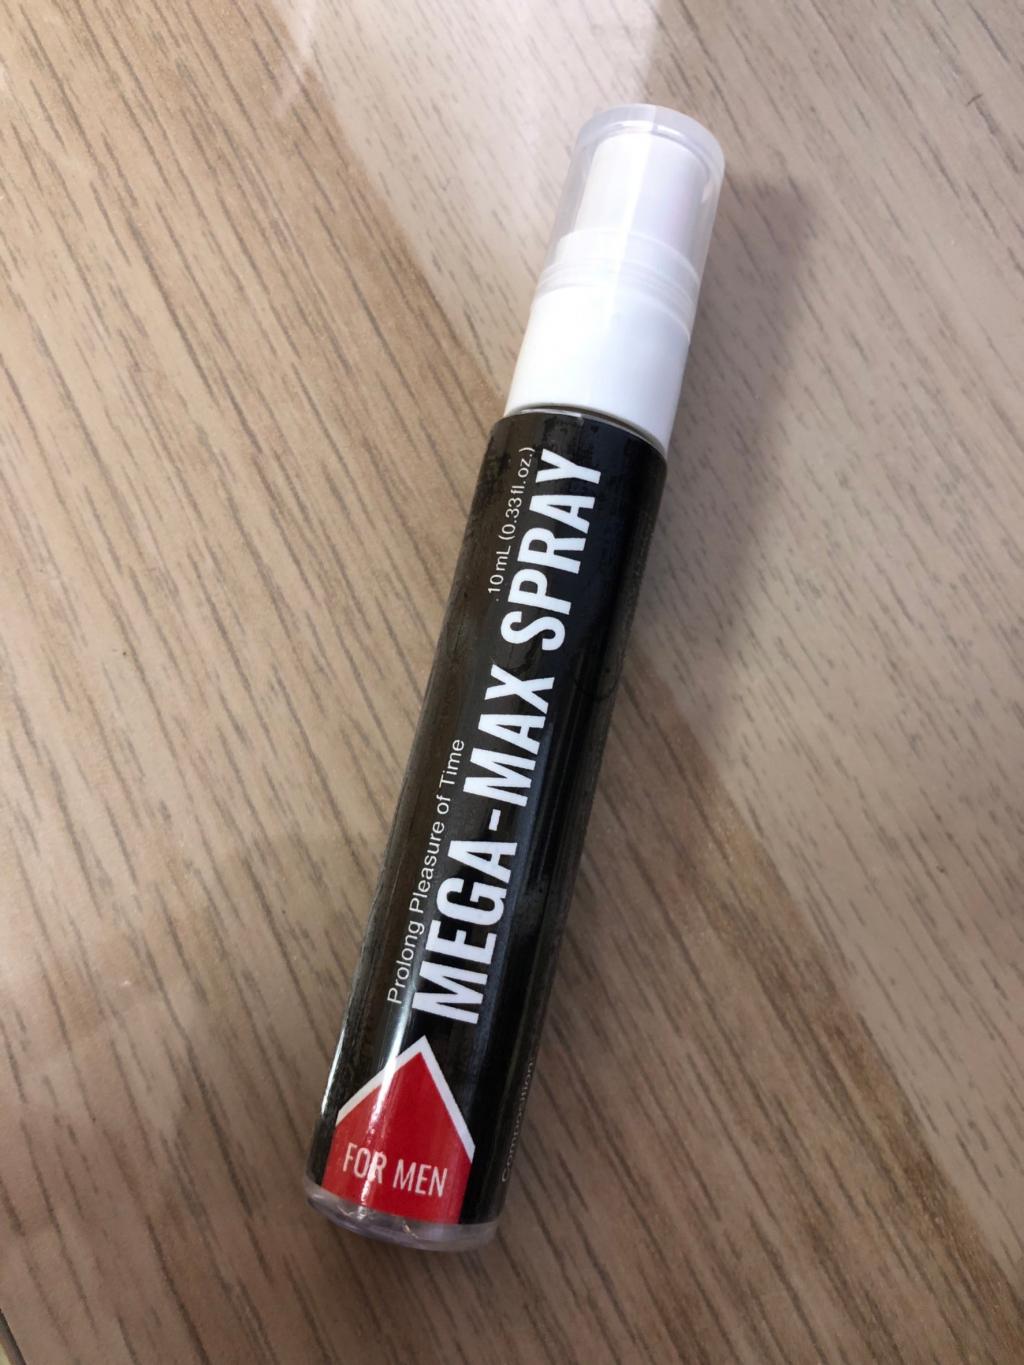 Prolong Pleasure of Time
10 mL (0.33 fl. oz.)
MEGA-MAX SPRAY
FOR MEN